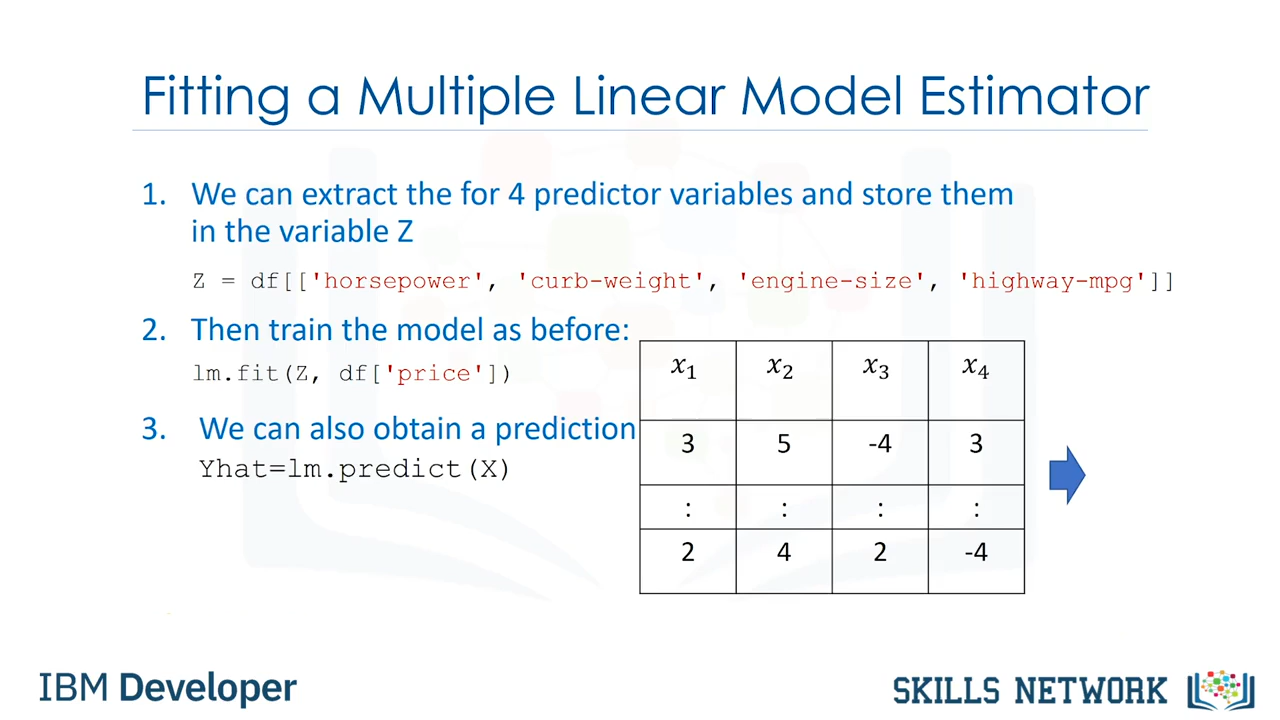 Fitting a Multiple Linear Model Estimator
1. We can extract the for 4 predictor variables and store them
in the variable Z
Z = df[['horsepower', 'curb-weight', 'engine-size', 'highway-mpg']]
2. Then train the model as before:
lm.fit(Z, df['price'])
3. We can also obtain a prediction
Yhat=lm.predict(X)
x₁ x₂ x₃ x₄
3 5 -4 3
: : : :
2 4 2 -4
IBM Developer
SKILLS NETWORK